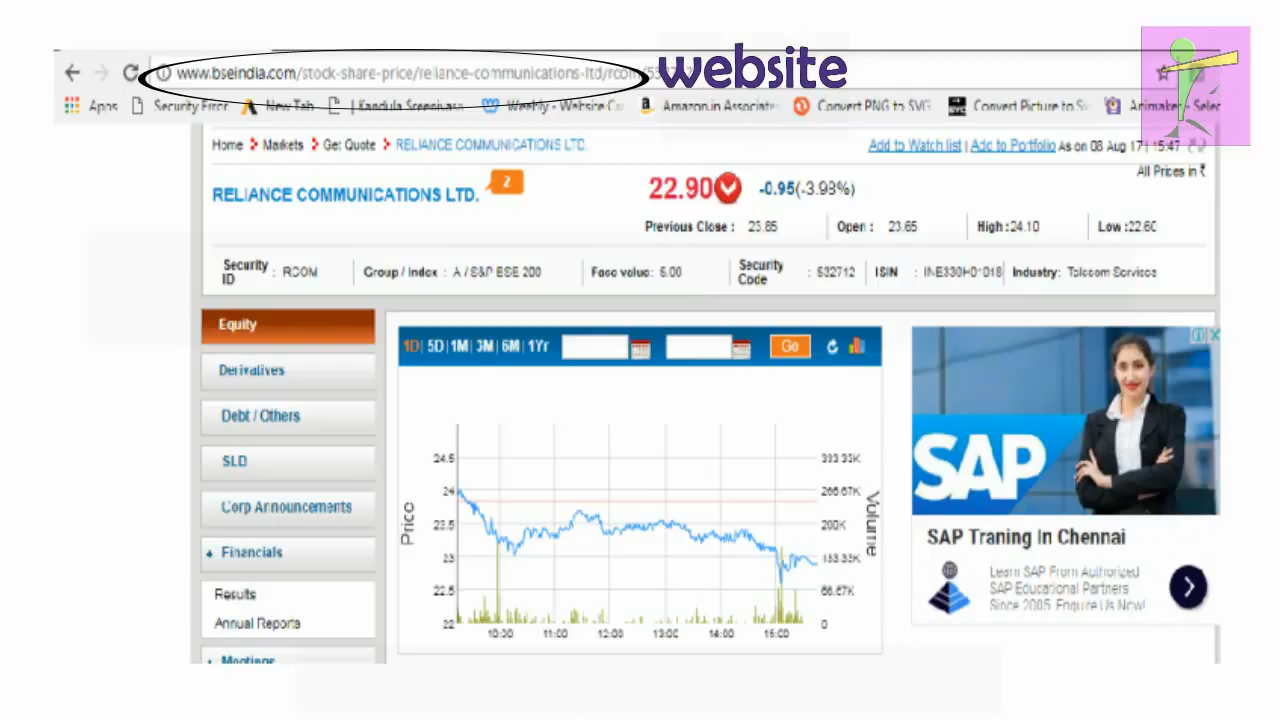 website
www.bseindia.com/stock-share-price/reliance-communications-ltd/rcom/
Apps Security Error New Tab Kandula Sreenivasa Weebly - Website Amazon.in Associates Convert PNG to SVG Convert Picture to Animaker - Selec
Home Markets Get Quote RELIANCE COMMUNICATIONS LTD.
Add to Watch list | Add to Portfolio As on 08 Aug 17 | 15:47
All Prices in ₹
RELIANCE COMMUNICATIONS LTD. 2
22.90 -0.95(-3.98%)
Previous Close : 23.85 Open : 23.65 High :24.10 Low :22.60
Security ID : RCOM Group / Index : A / S&P BSE 200 Face value : 5.00 Security Code : 532712 ISIN : INE330H01018 Industry: Telecom Services
Equity
Derivatives
Debt / Others
SLB
Corp Announcements
Financials
Results
Annual Reports
Meetings
1D| 5D|1M| 3M| 6M| 1Yr Go
24.5
24
23.5
23
22.5
22
Price
333.33K
266.67K
200K
133.33K
66.67K
0
Volume
10:00 11:00 12:00 13:00 14:00 15:00
SAP
SAP Traning In Chennai
Learn SAP From Authorized
SAP Educational Partners
Since 2005. Enquire Us Now!